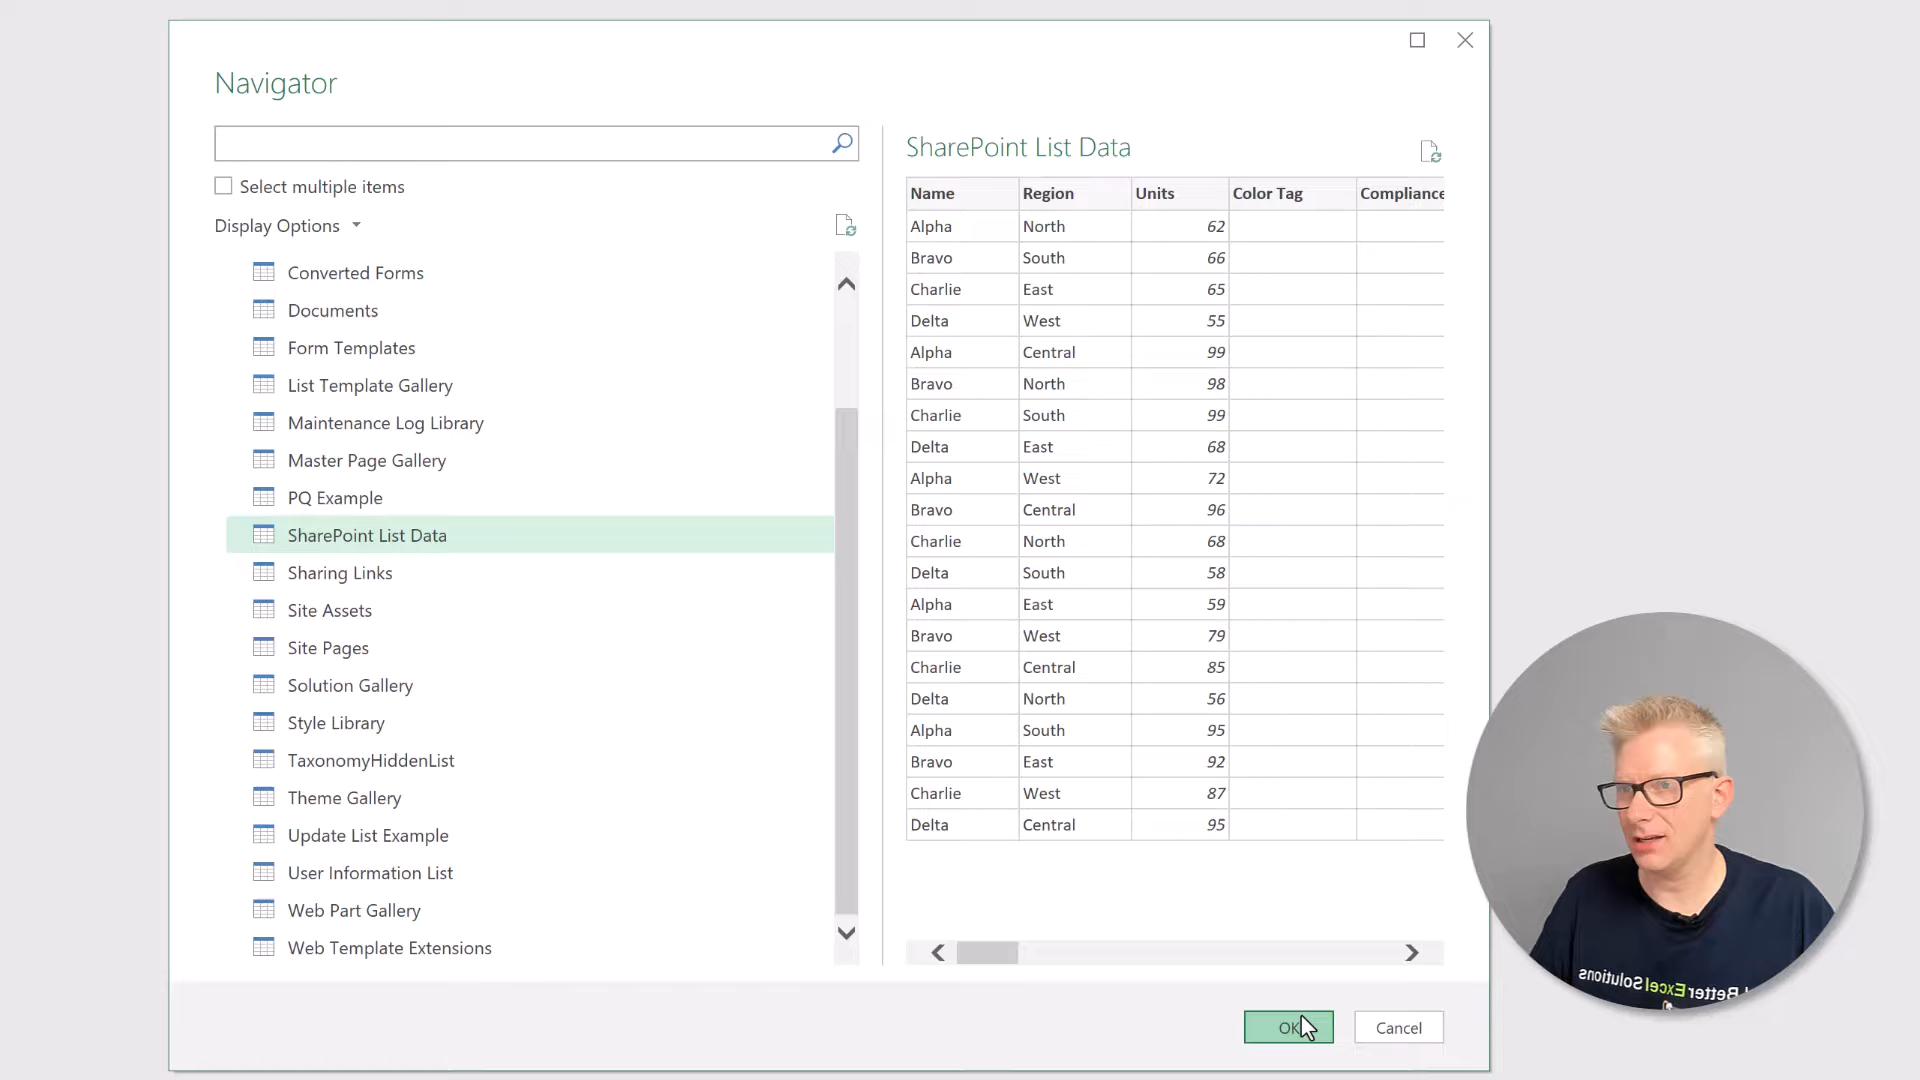 Navigator
Select multiple items
Display Options
Converted Forms
Documents
Form Templates
List Template Gallery
Maintenance Log Library
Master Page Gallery
PQ Example
SharePoint List Data
Sharing Links
Site Assets
Site Pages
Solution Gallery
Style Library
TaxonomyHiddenList
Theme Gallery
Update List Example
User Information List
Web Part Gallery
Web Template Extensions
SharePoint List Data
Name Region Units Color Tag Compliance
Alpha North 62
Bravo South 66
Charlie East 65
Delta West 55
Alpha Central 99
Bravo North 98
Charlie South 99
Delta East 68
Alpha West 72
Bravo Central 96
Charlie North 68
Delta South 58
Alpha East 59
Bravo West 79
Charlie Central 85
Delta North 56
Alpha South 95
Bravo East 92
Charlie West 87
Delta Central 95
OK Cancel
Better Excel Solutions